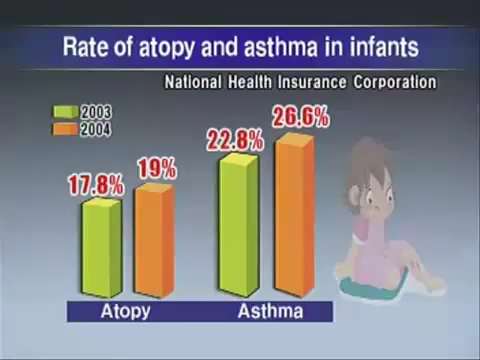 Rate of atopy and asthma in infants
National Health Insurance Corporation
2003
2004
17.8%
19%
22.8%
26.6%
Atopy
Asthma